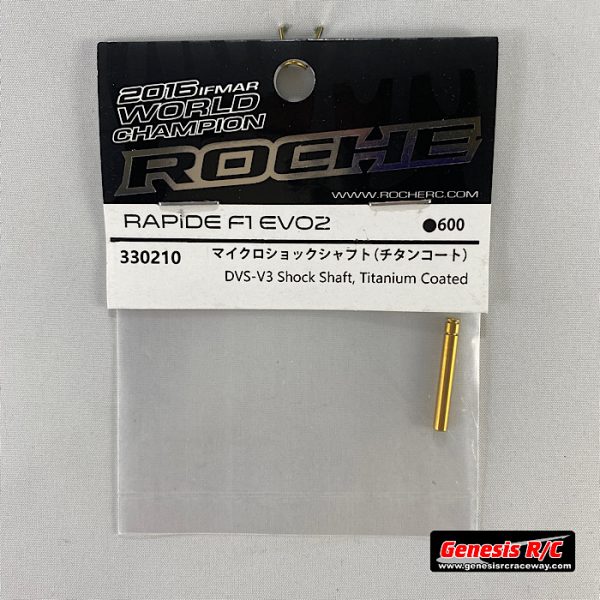 2015 IFMAR
WORLD
CHAMPION
ROCHE
WWW.ROCHERC.COM
RAPiDE F1 EVO2 ●600
330210 マイクロショックシャフト(チタンコート)
DVS-V3 Shock Shaft, Titanium Coated
Genesis R/C
www.genesisrcraceway.com